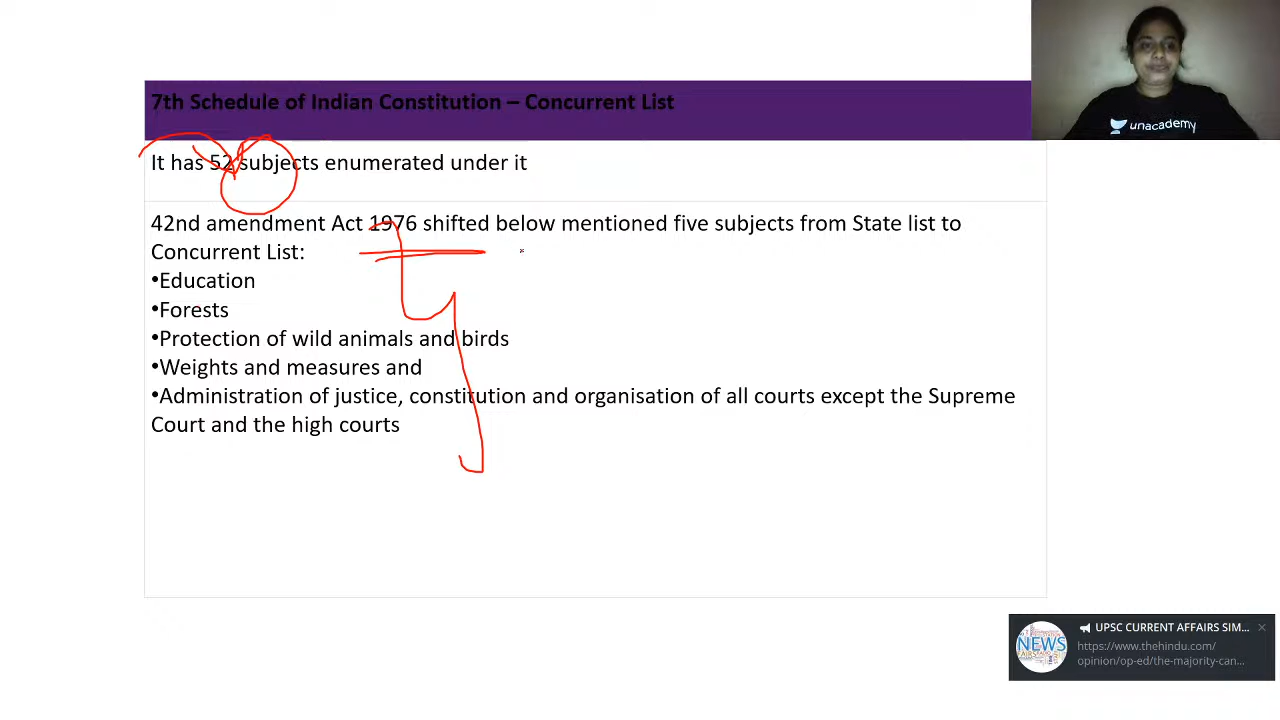 7th Schedule of Indian Constitution – Concurrent List
unacademy
It has 52 subjects enumerated under it
42nd amendment Act 1976 shifted below mentioned five subjects from State list to
Concurrent List:
•Education
•Forests
•Protection of wild animals and birds
•Weights and measures and
•Administration of justice, constitution and organisation of all courts except the Supreme
Court and the high courts
UPSC CURRENT AFFAIRS SIM...
https://www.thehindu.com/
opinion/op-ed/the-majority-can...
NEWS